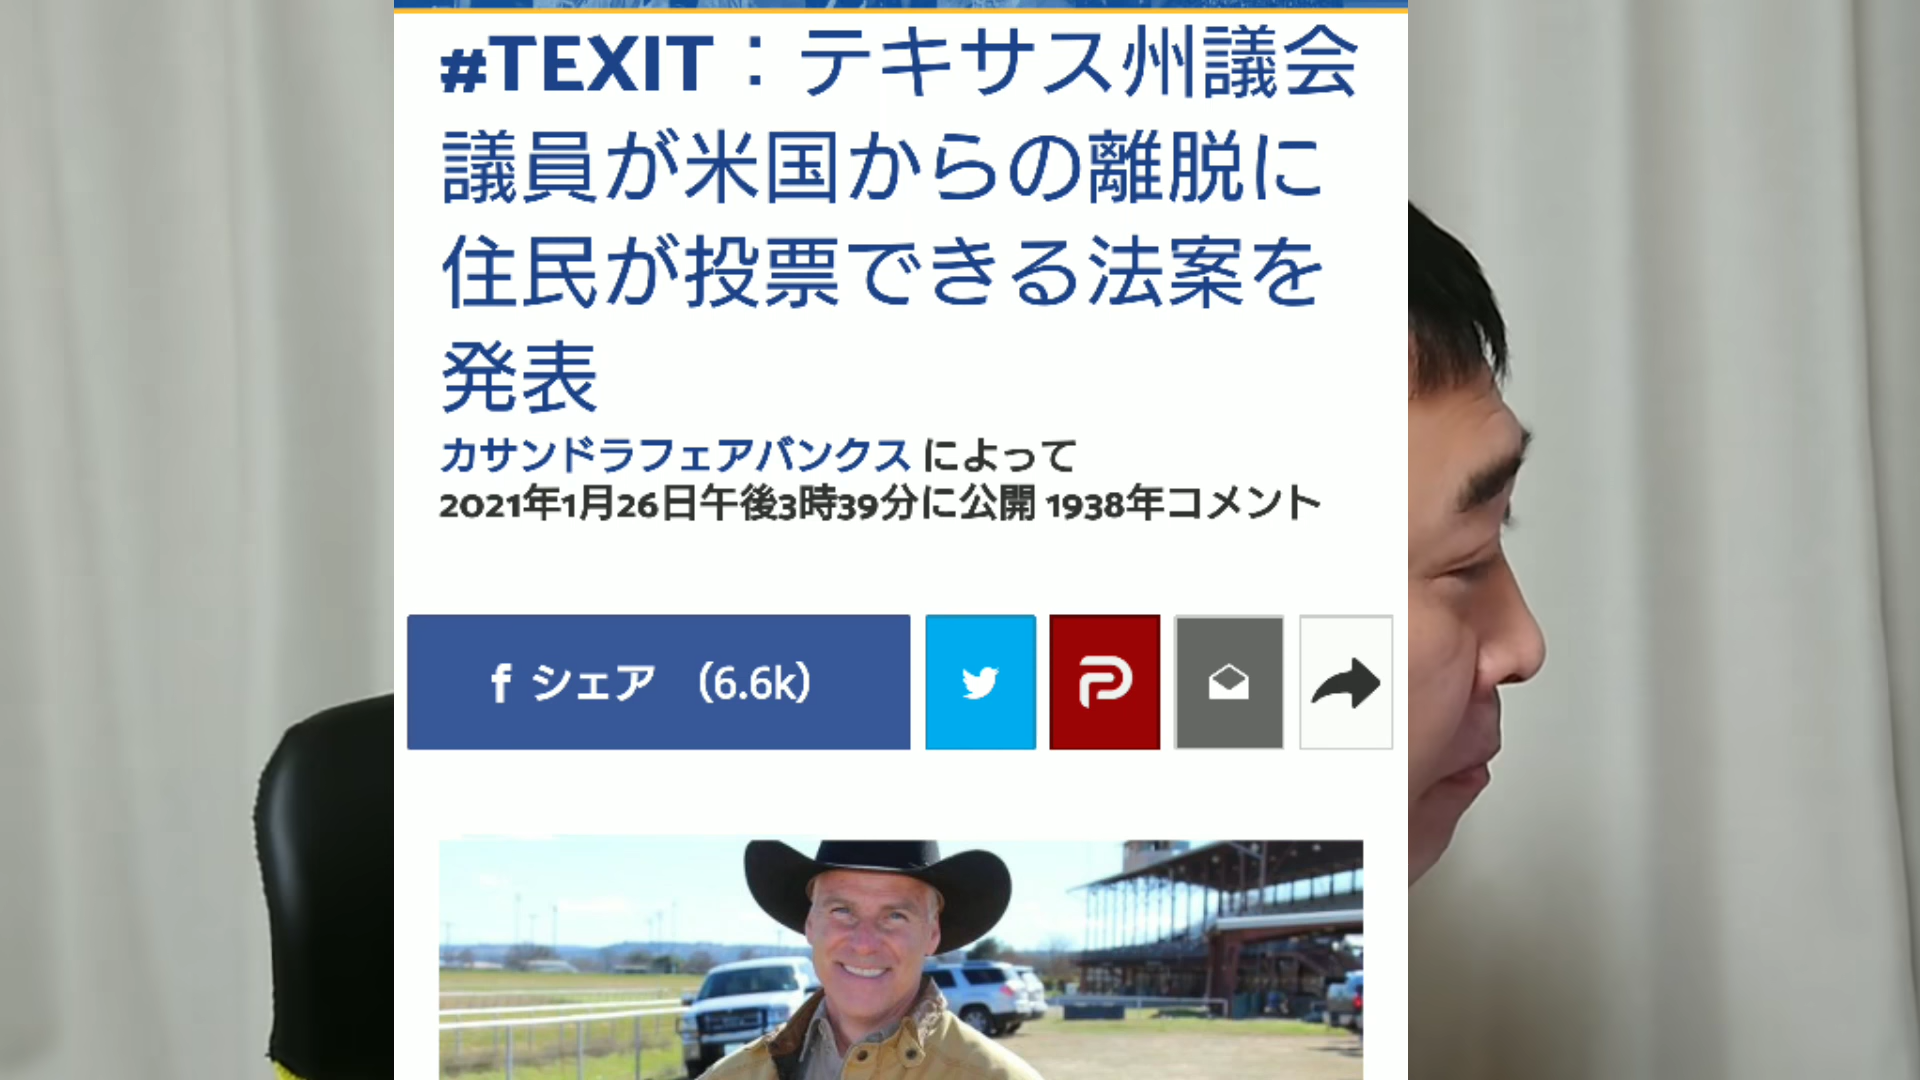 #TEXIT：テキサス州議会
議員が米国からの離脱に
住民が投票できる法案を
発表
カサンドラフェアバンクス によって
2021年1月26日午後3時39分に公開 1938年コメント
f シェア （6.6k）